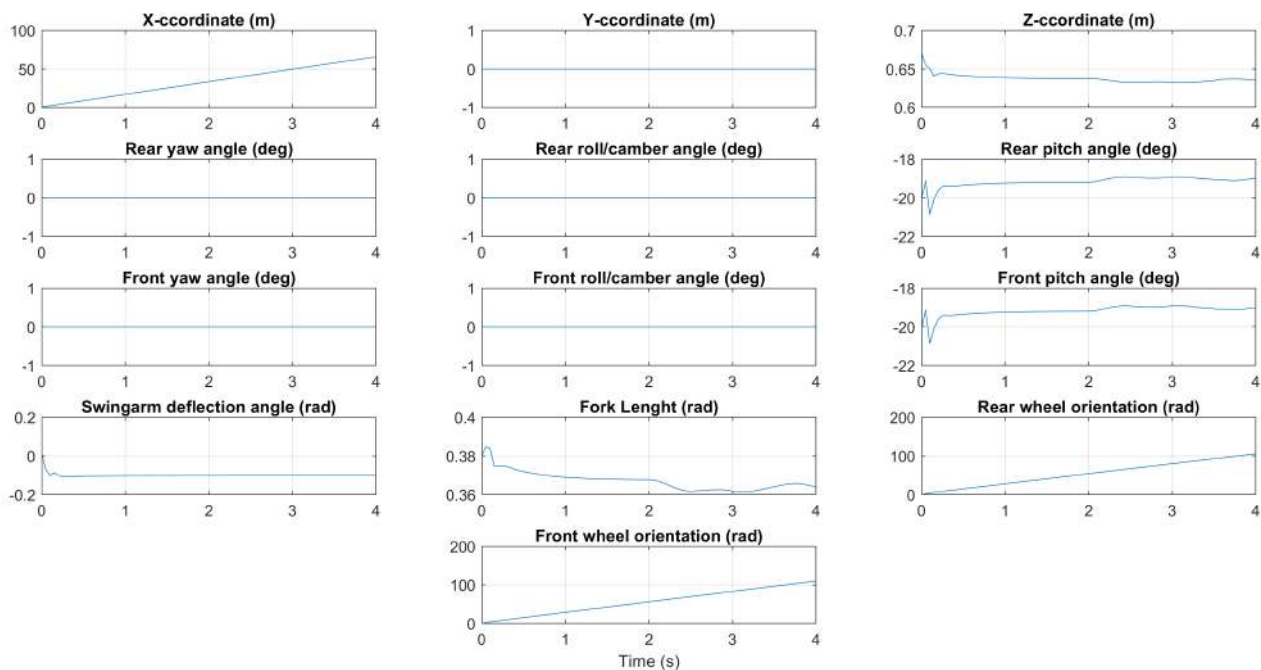 X-ccordinate (m) Y-ccordinate (m) Z-ccordinate (m)
100 1 0.7
50 0 0.65
0 -1 0.6
0 1 2 3 4 0 1 2 3 4 0 1 2 3 4
Rear yaw angle (deg) Rear roll/camber angle (deg) Rear pitch angle (deg)
1 1 -18
0 0 -20
-1 -1 -22
0 1 2 3 4 0 1 2 3 4 0 1 2 3 4
Front yaw angle (deg) Front roll/camber angle (deg) Front pitch angle (deg)
1 1 -18
0 0 -20
-1 -1 -22
0 1 2 3 4 0 1 2 3 4 0 1 2 3 4
Swingarm deflection angle (rad) Fork Lenght (rad) Rear wheel orientation (rad)
0.2 0.4 200
0 0.38 100
-0.2 0.36 0
0 1 2 3 4 0 1 2 3 4 0 1 2 3 4
Front wheel orientation (rad)
200
100
0
0 1 2 3 4
Time (s)